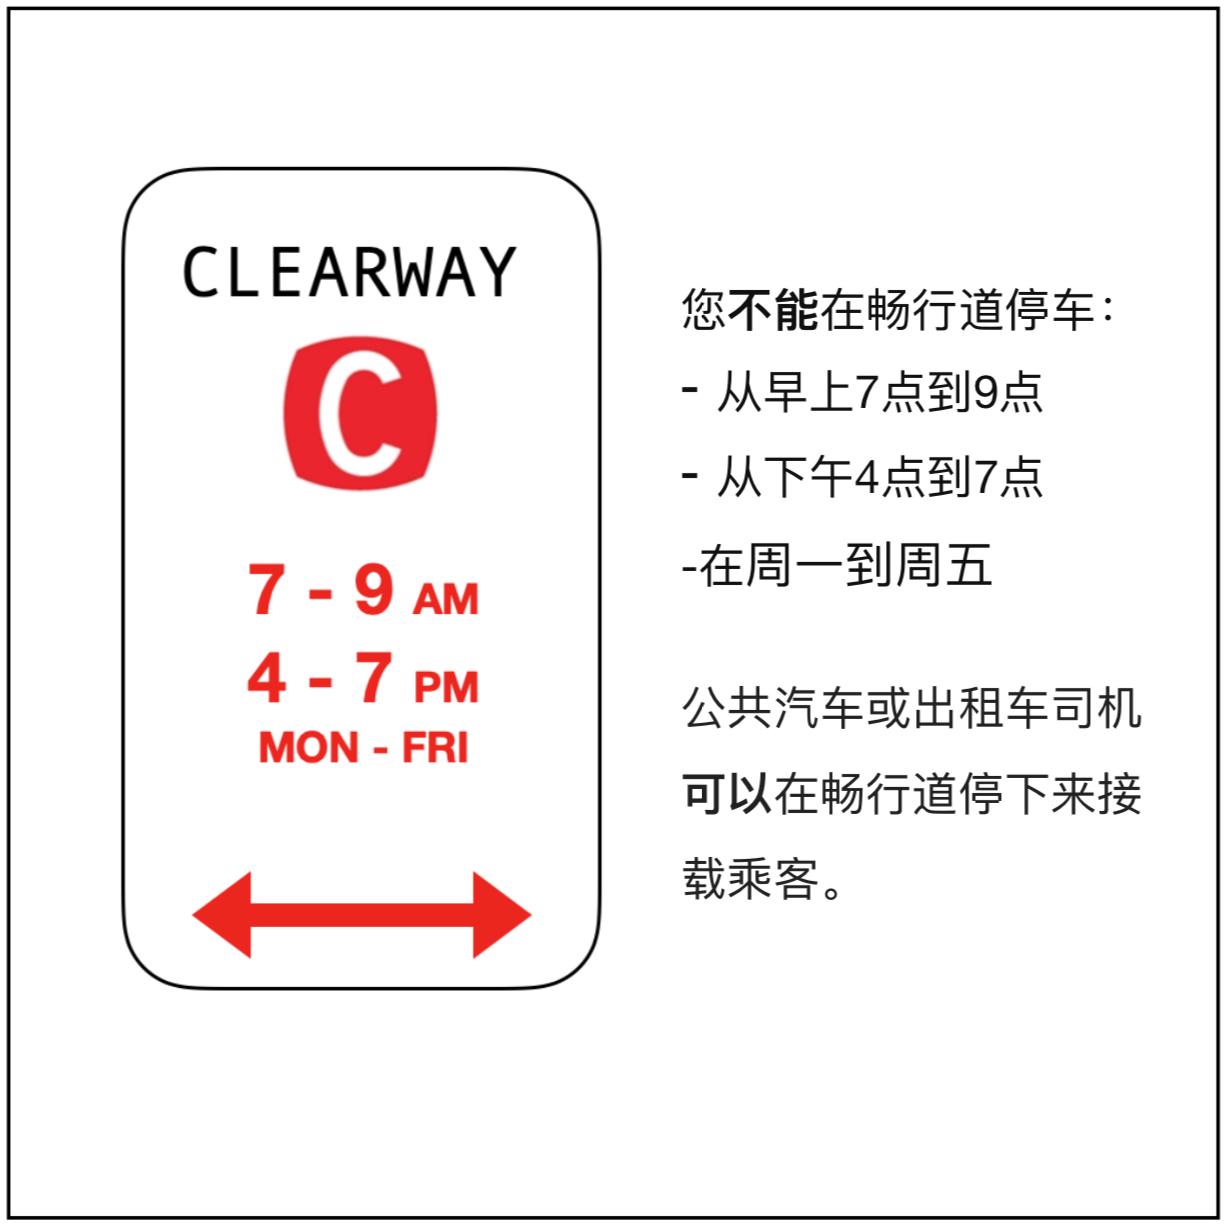 CLEARWAY
C
7 - 9 AM
4 - 7 PM
MON - FRI
您不能在畅行道停车：
- 从早上7点到9点
- 从下午4点到7点
-在周一到周五
公共汽车或出租车司机
可以在畅行道停下来接
载乘客。